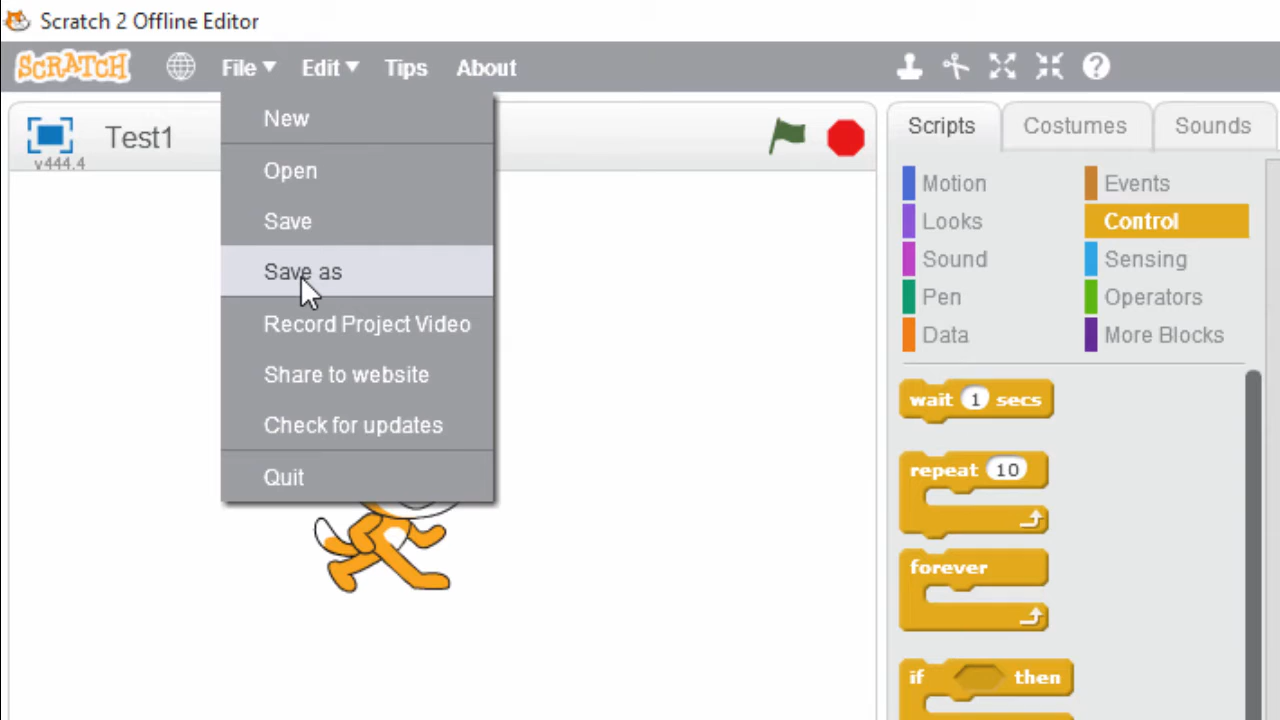 Scratch 2 Offline Editor
SCRATCH File Edit Tips About ?
Test1
v444.4
New
Open
Save
Save as
Record Project Video
Share to website
Check for updates
Quit
Scripts Costumes Sounds
Motion Events
Looks Control
Sound Sensing
Pen Operators
Data More Blocks
wait 1 secs
repeat 10
forever
if then